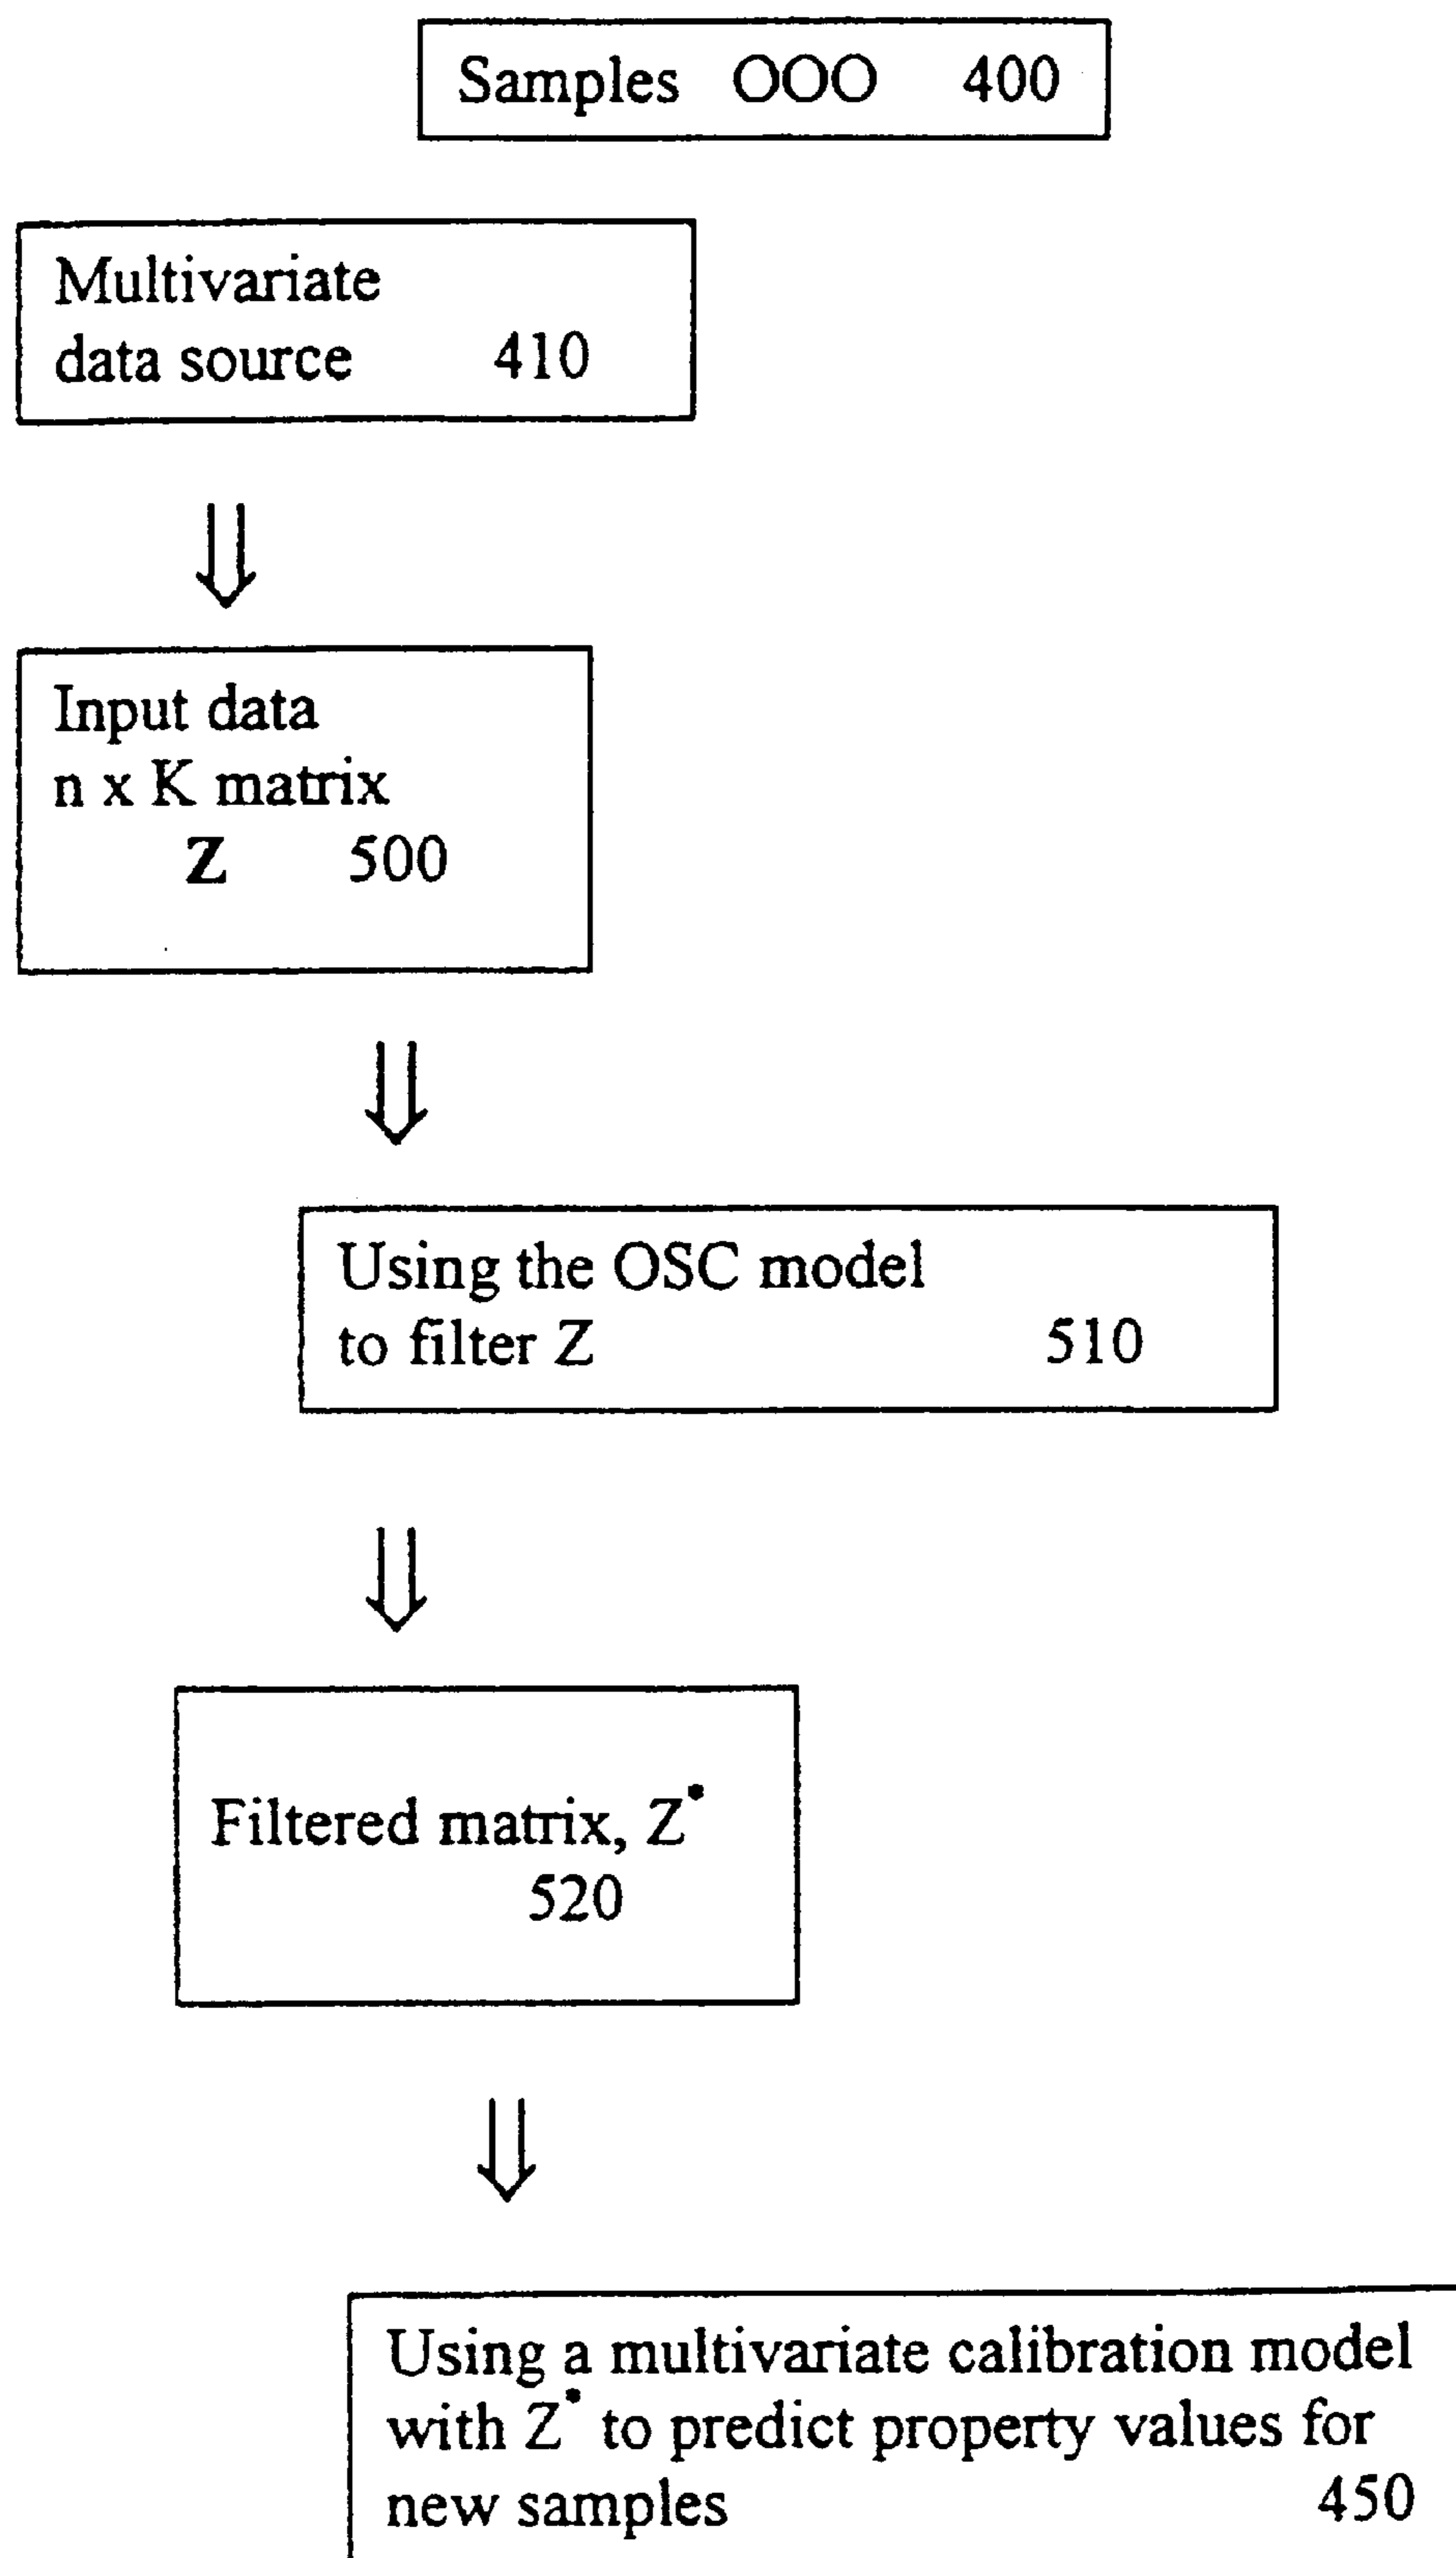 Samples OOO 400
Multivariate
data source 410
Input data
n x K matrix
Z 500
Using the OSC model
to filter Z 510
Filtered matrix, Z*
520
Using a multivariate calibration model
with Z* to predict property values for
new samples 450